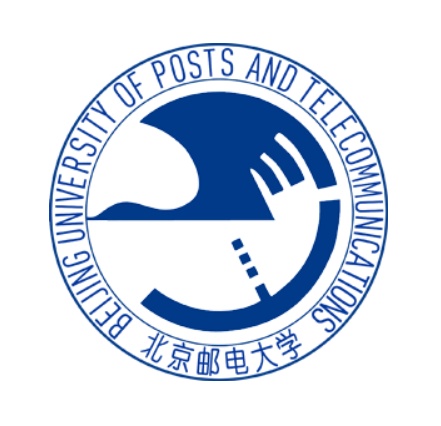 BEIJING UNIVERSITY OF POSTS AND TELECOMMUNICATIONS
北京邮电大学